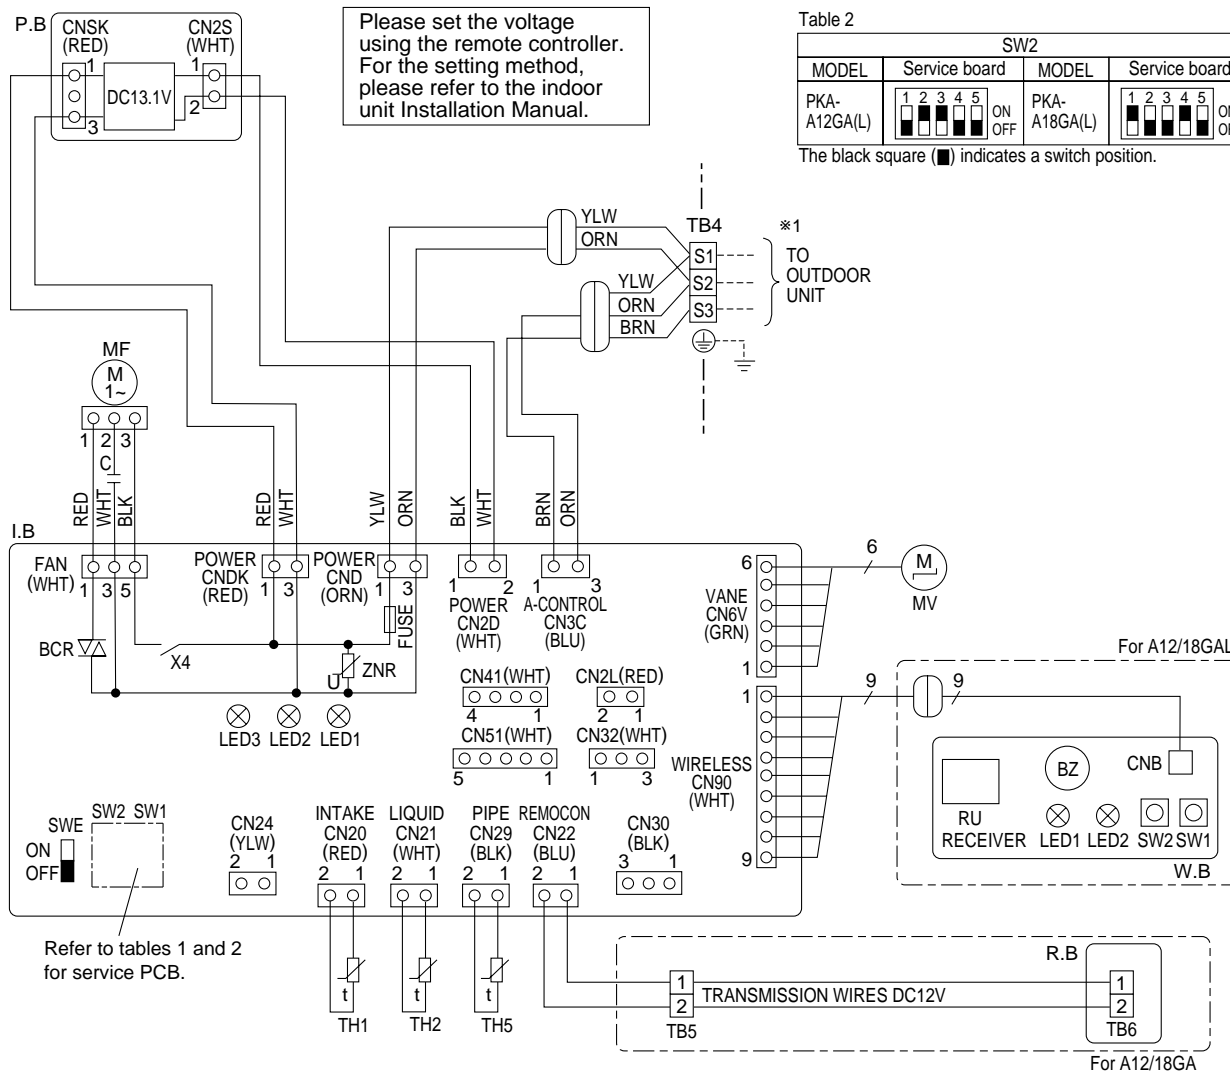 P.B
CNSK
(RED)
CN2S
(WHT)
1
1
DC13.1V
2
3
Please set the voltage
using the remote controller.
For the setting method,
please refer to the indoor
unit Installation Manual.
Table 2
SW2
MODEL Service board MODEL Service board
PKA-
A12GA(L)
1 2 3 4 5
ON
OFF
PKA-
A18GA(L)
1 2 3 4 5
The black square (■) indicates a switch position.
YLW
ORN
TB4
※1
S1
S2
S3
TO
OUTDOOR
UNIT
YLW
ORN
BRN
MF
M
1~
1 2 3
C
RED
WHT
BLK
RED
WHT
YLW
ORN
BLK
WHT
BRN
ORN
I.B
FAN
(WHT)
1 3 5
POWER
CNDK
(RED)
1 3
POWER
CND
(ORN)
1 3
FUSE
1 2
POWER
CN2D
(WHT)
1 3
A-CONTROL
CN3C
(BLU)
6
VANE
CN6V
(GRN)
1
6
M
MV
BCR
X4
U
ZNR
LED3 LED2 LED1
CN41(WHT)
4 1
CN2L(RED)
2 1
CN51(WHT)
5 1
CN32(WHT)
1 3
1
WIRELESS
CN90
(WHT)
9
9
9
For A12/18GAL
CNB
BZ
RU
RECEIVER
LED1 LED2 SW2 SW1
W.B
SWE
ON
OFF
SW2 SW1
CN24
(YLW)
2 1
INTAKE
CN20
(RED)
2 1
LIQUID
CN21
(WHT)
2 1
PIPE
CN29
(BLK)
2 1
REMOCON
CN22
(BLU)
2 1
CN30
(BLK)
3 1
Refer to tables 1 and 2
for service PCB.
t
TH1
t
TH2
t
TH5
1
2
TB5
TRANSMISSION WIRES DC12V
R.B
1
2
TB6
For A12/18GA